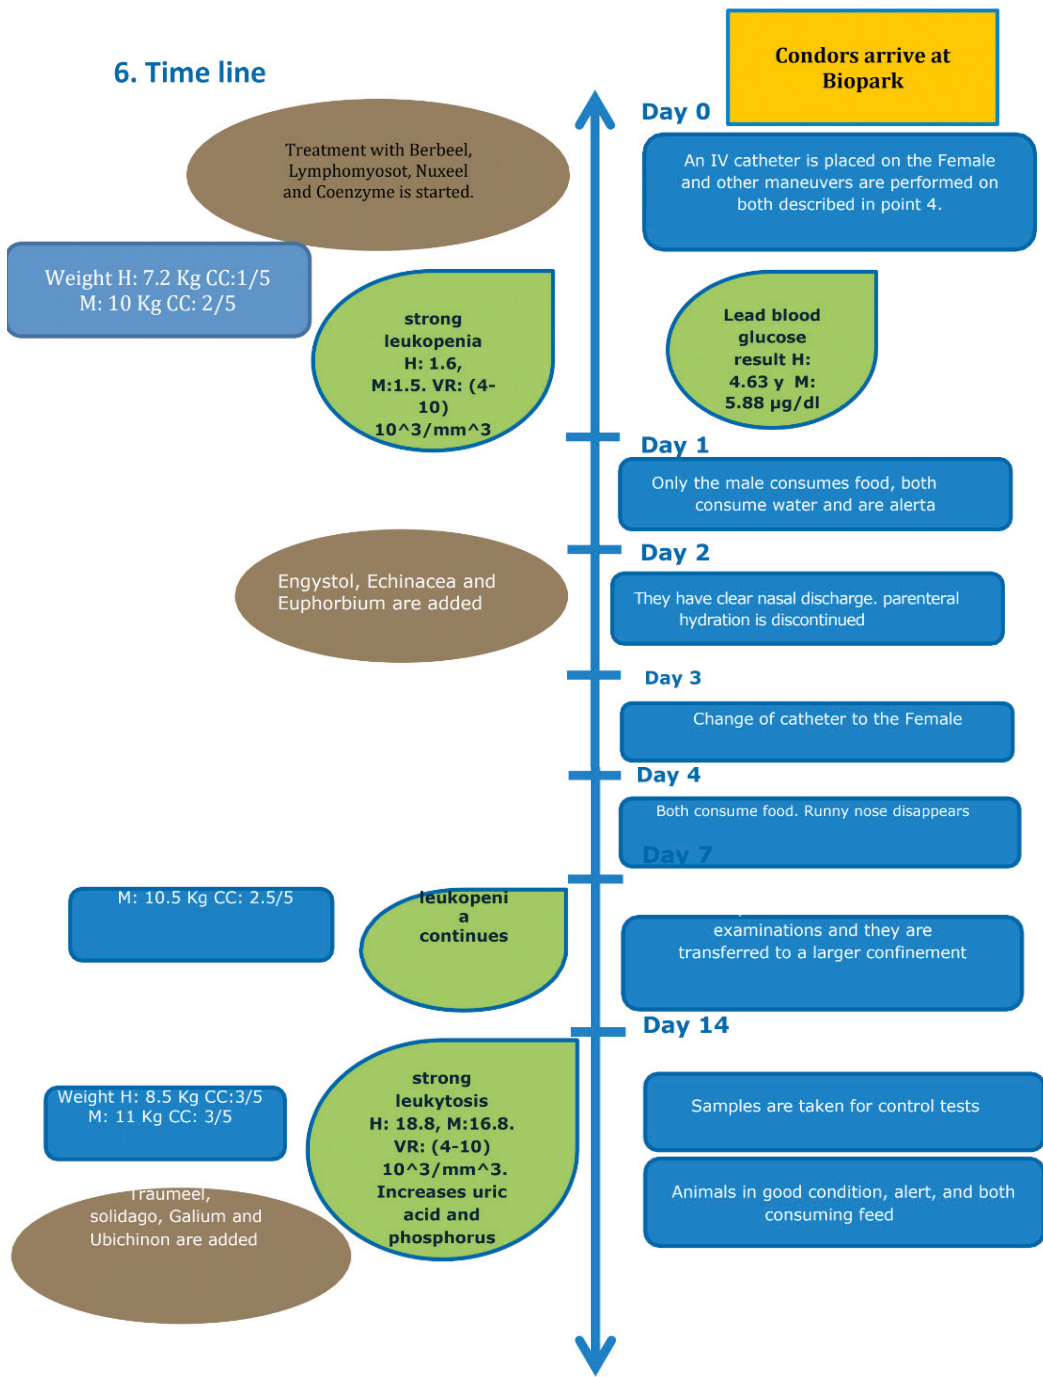 6. Time line
Condors arrive at
Biopark
Day 0
Treatment with Berbeel,
Lymphomyosot, Nuxeel
and Coenzyme is started.
An IV catheter is placed on the Female
and other maneuvers are performed on
both described in point 4.
Weight H: 7.2 Kg CC:1/5
M: 10 Kg CC: 2/5
strong
leukopenia
H: 1.6,
M:1.5. VR: (4-
10)
10^3/mm^3
Lead blood
glucose
result H:
4.63 y M:
5.88 µg/dl
Day 1
Only the male consumes food, both
consume water and are alerta
Day 2
Engystol, Echinacea and
Euphorbium are added
They have clear nasal discharge. parenteral
hydration is discontinued
Day 3
Change of catheter to the Female
Day 4
Both consume food. Runny nose disappears
Day 7
M: 10.5 Kg CC: 2.5/5
leukopeni
a
continues
examinations and they are
transferred to a larger confinement
Day 14
strong
leukytosis
H: 18.8, M:16.8.
VR: (4-10)
10^3/mm^3.
Increases uric
acid and
phosphorus
Weight H: 8.5 Kg CC:3/5
M: 11 Kg CC: 3/5
Samples are taken for control tests
Traumeel,
solidago, Galium and
Ubichinon are added
Animals in good condition, alert, and both
consuming feed